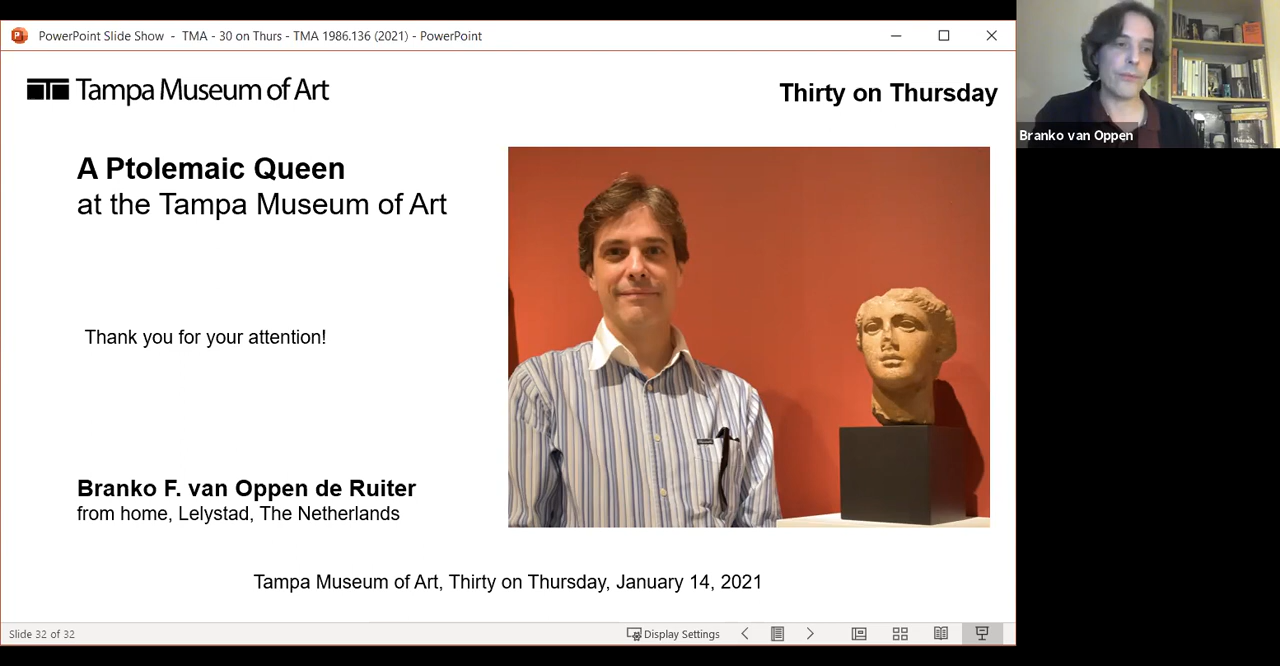 PowerPoint Slide Show - TMA - 30 on Thurs - TMA 1986.136 (2021) - PowerPoint
Tampa Museum of Art
Thirty on Thursday
A Ptolemaic Queen
at the Tampa Museum of Art
Thank you for your attention!
Branko F. van Oppen de Ruiter
from home, Lelystad, The Netherlands
Tampa Museum of Art, Thirty on Thursday, January 14, 2021
Slide 32 of 32
Display Settings
Branko van Oppen